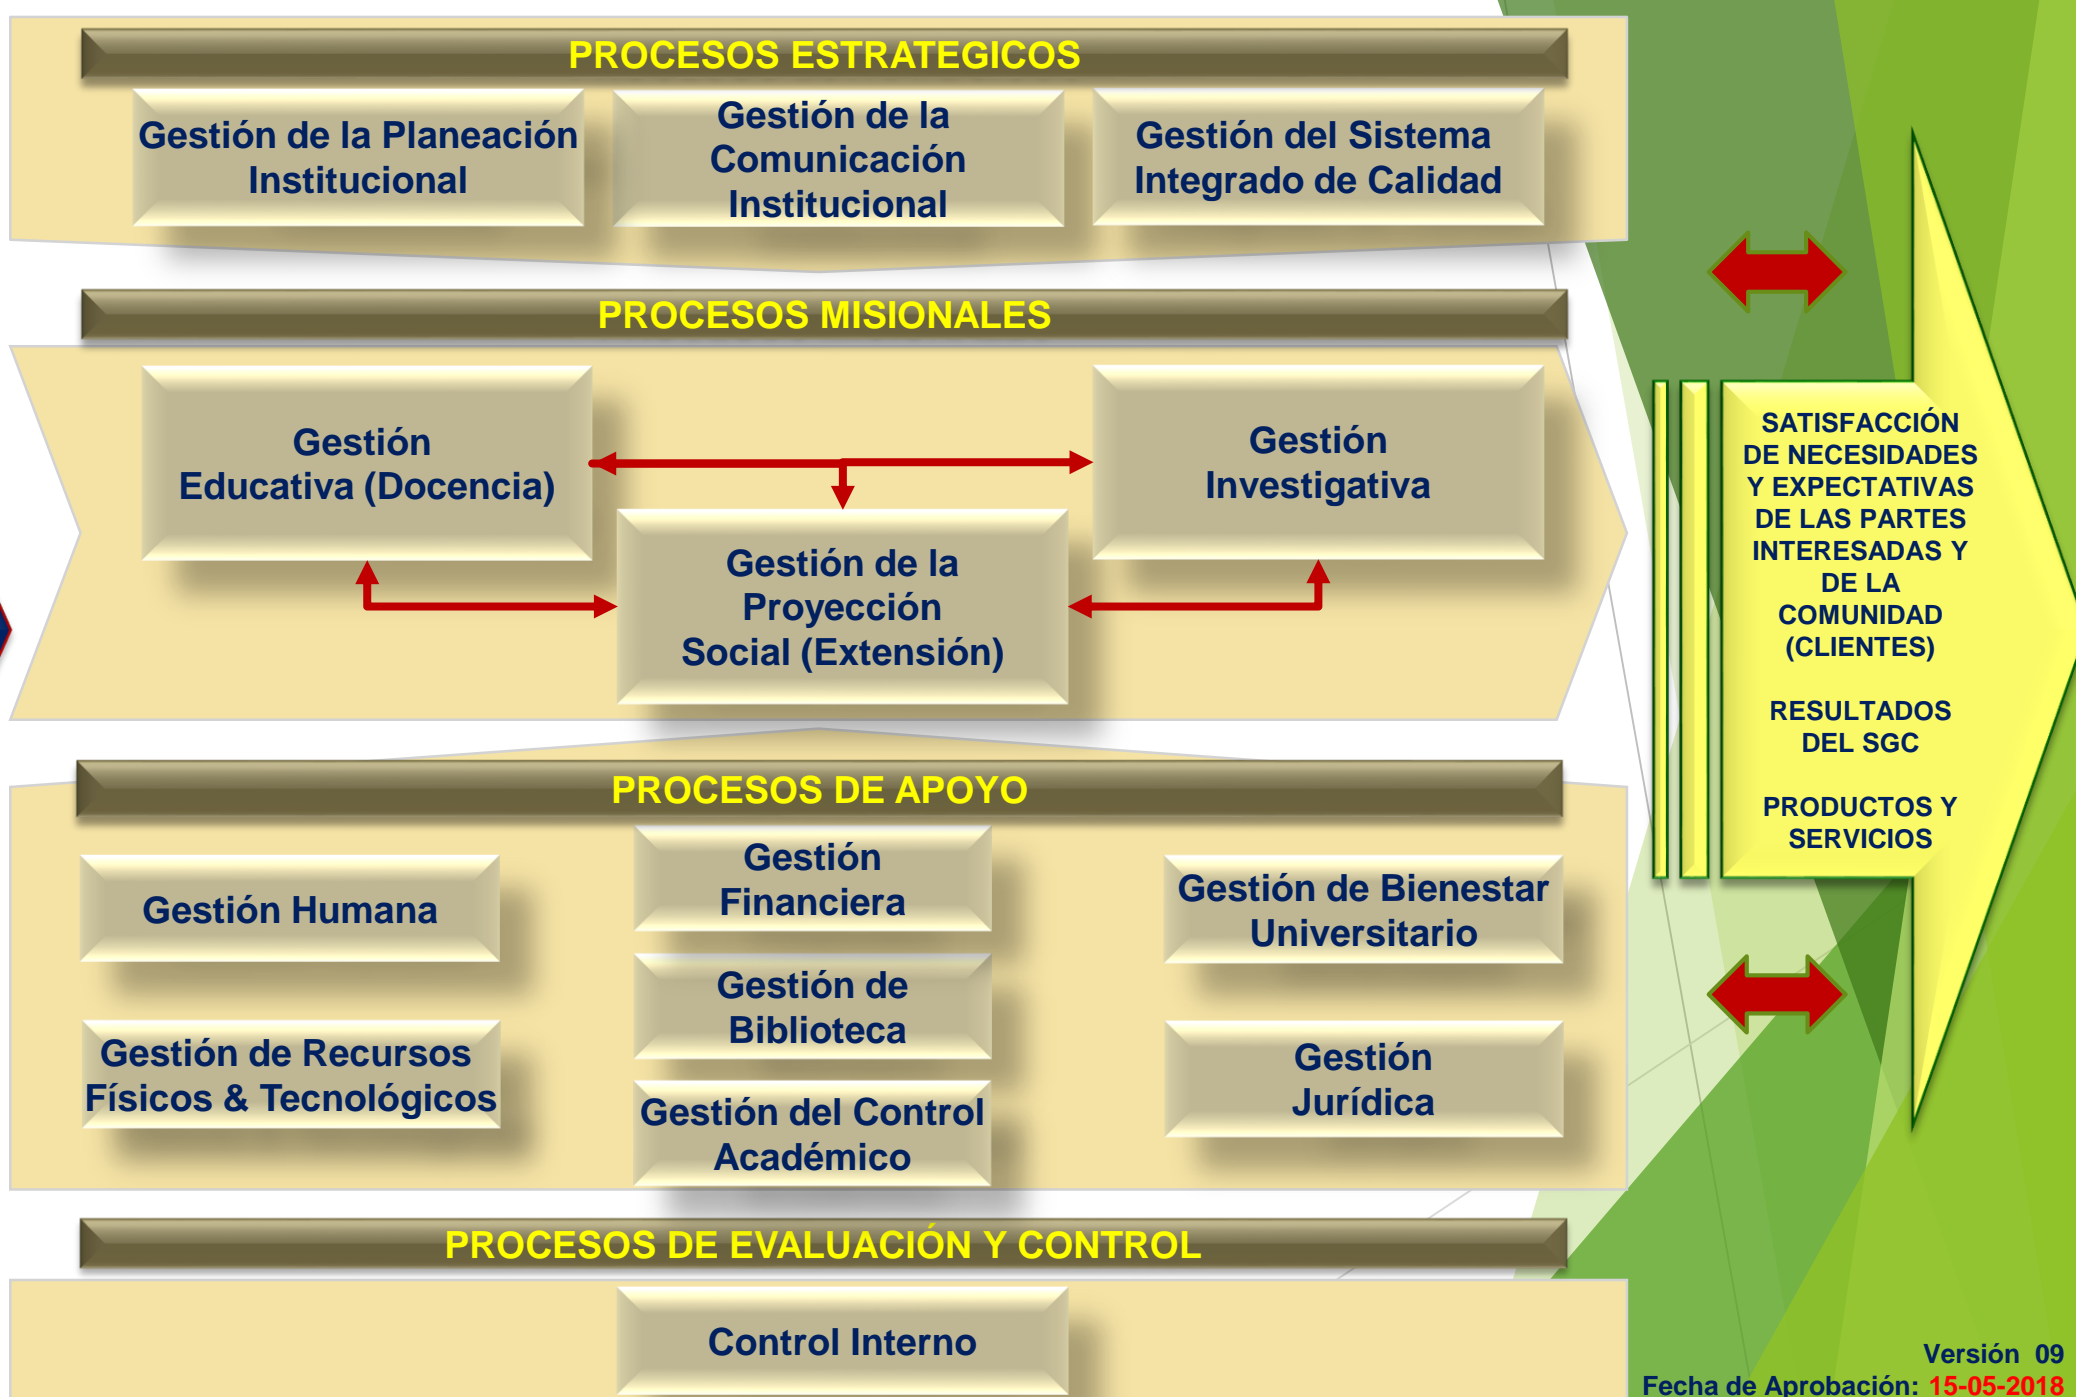 PROCESOS ESTRATEGICOS
Gestión de la Planeación
Institucional
Gestión de la
Comunicación
Institucional
Gestión del Sistema
Integrado de Calidad
PROCESOS MISIONALES
Gestión
Educativa (Docencia)
Gestión
Investigativa
Gestión de la
Proyección
Social (Extensión)
PROCESOS DE APOYO
Gestión Humana
Gestión de Recursos
Físicos & Tecnológicos
Gestión
Financiera
Gestión de
Biblioteca
Gestión del Control
Académico
Gestión de Bienestar
Universitario
Gestión
Jurídica
PROCESOS DE EVALUACIÓN Y CONTROL
Control Interno
SATISFACCIÓN
DE NECESIDADES
Y EXPECTATIVAS
DE LAS PARTES
INTERESADAS Y
DE LA
COMUNIDAD
(CLIENTES)
RESULTADOS
DEL SGC
PRODUCTOS Y
SERVICIOS
Versión 09
Fecha de Aprobación: 15-05-2018